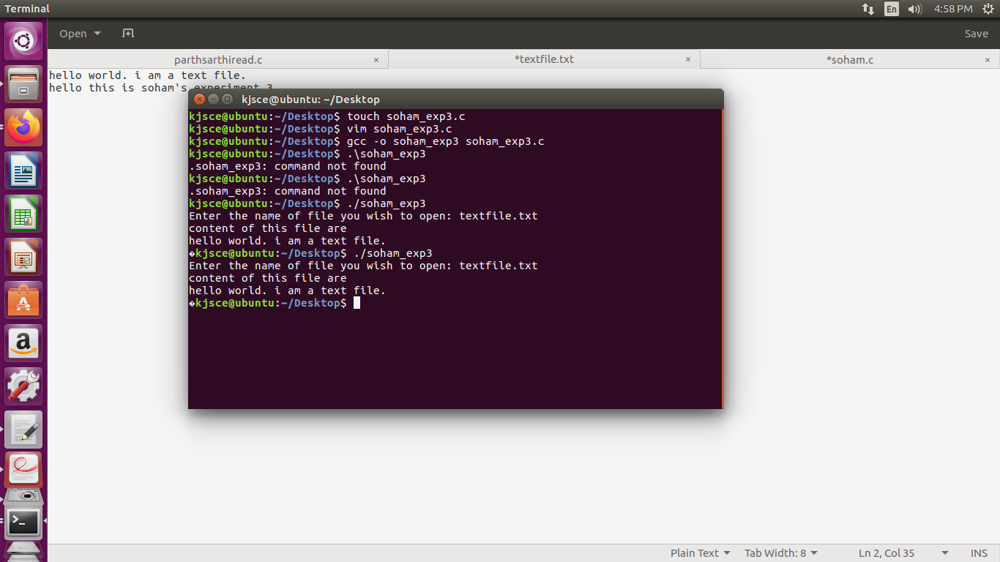 Terminal
En
4:58 PM
Open
Save
parthsarthiread.c
*textfile.txt
*soham.c
hello world. i am a text file.
hello this is soham's experiment 3
kjsce@ubuntu: ~/Desktop
kjsce@ubuntu:~/Desktop$ touch soham_exp3.c
kjsce@ubuntu:~/Desktop$ vim soham_exp3.c
kjsce@ubuntu:~/Desktop$ gcc -o soham_exp3 soham_exp3.c
kjsce@ubuntu:~/Desktop$ .\soham_exp3
.soham_exp3: command not found
kjsce@ubuntu:~/Desktop$ .\soham_exp3
.soham_exp3: command not found
kjsce@ubuntu:~/Desktop$ ./soham_exp3
Enter the name of file you wish to open: textfile.txt
content of this file are
hello world. i am a text file.
�kjsce@ubuntu:~/Desktop$ ./soham_exp3
Enter the name of file you wish to open: textfile.txt
content of this file are
hello world. i am a text file.
�kjsce@ubuntu:~/Desktop$
Plain Text
Tab Width: 8
Ln 2, Col 35
INS